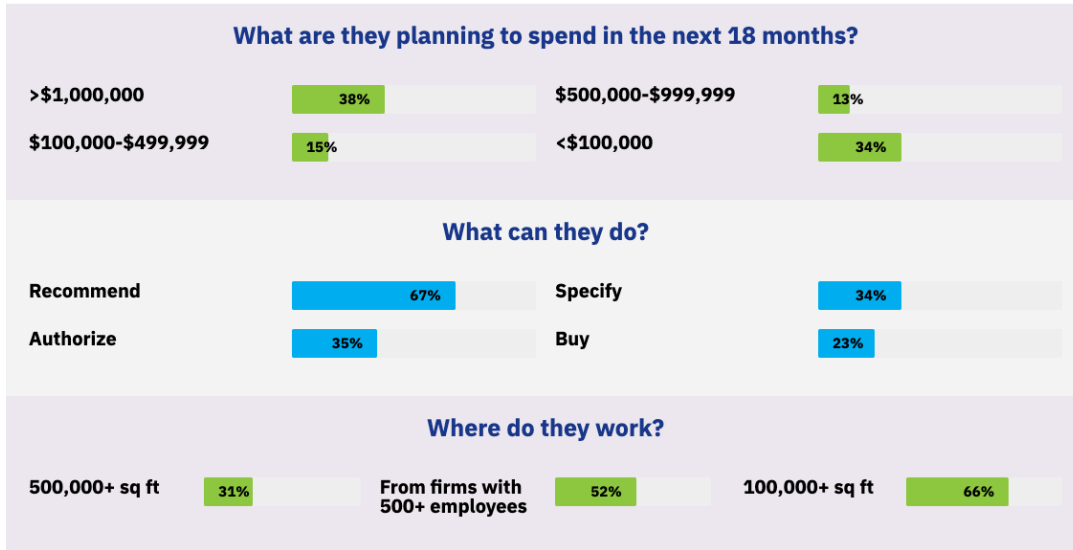 What are they planning to spend in the next 18 months?
>$1,000,000 38% $500,000-$999,999 13%
$100,000-$499,999 15% <$100,000 34%
What can they do?
Recommend 67% Specify 34%
Authorize 35% Buy 23%
Where do they work?
500,000+ sq ft 31% From firms with 52% 100,000+ sq ft 66%
500+ employees